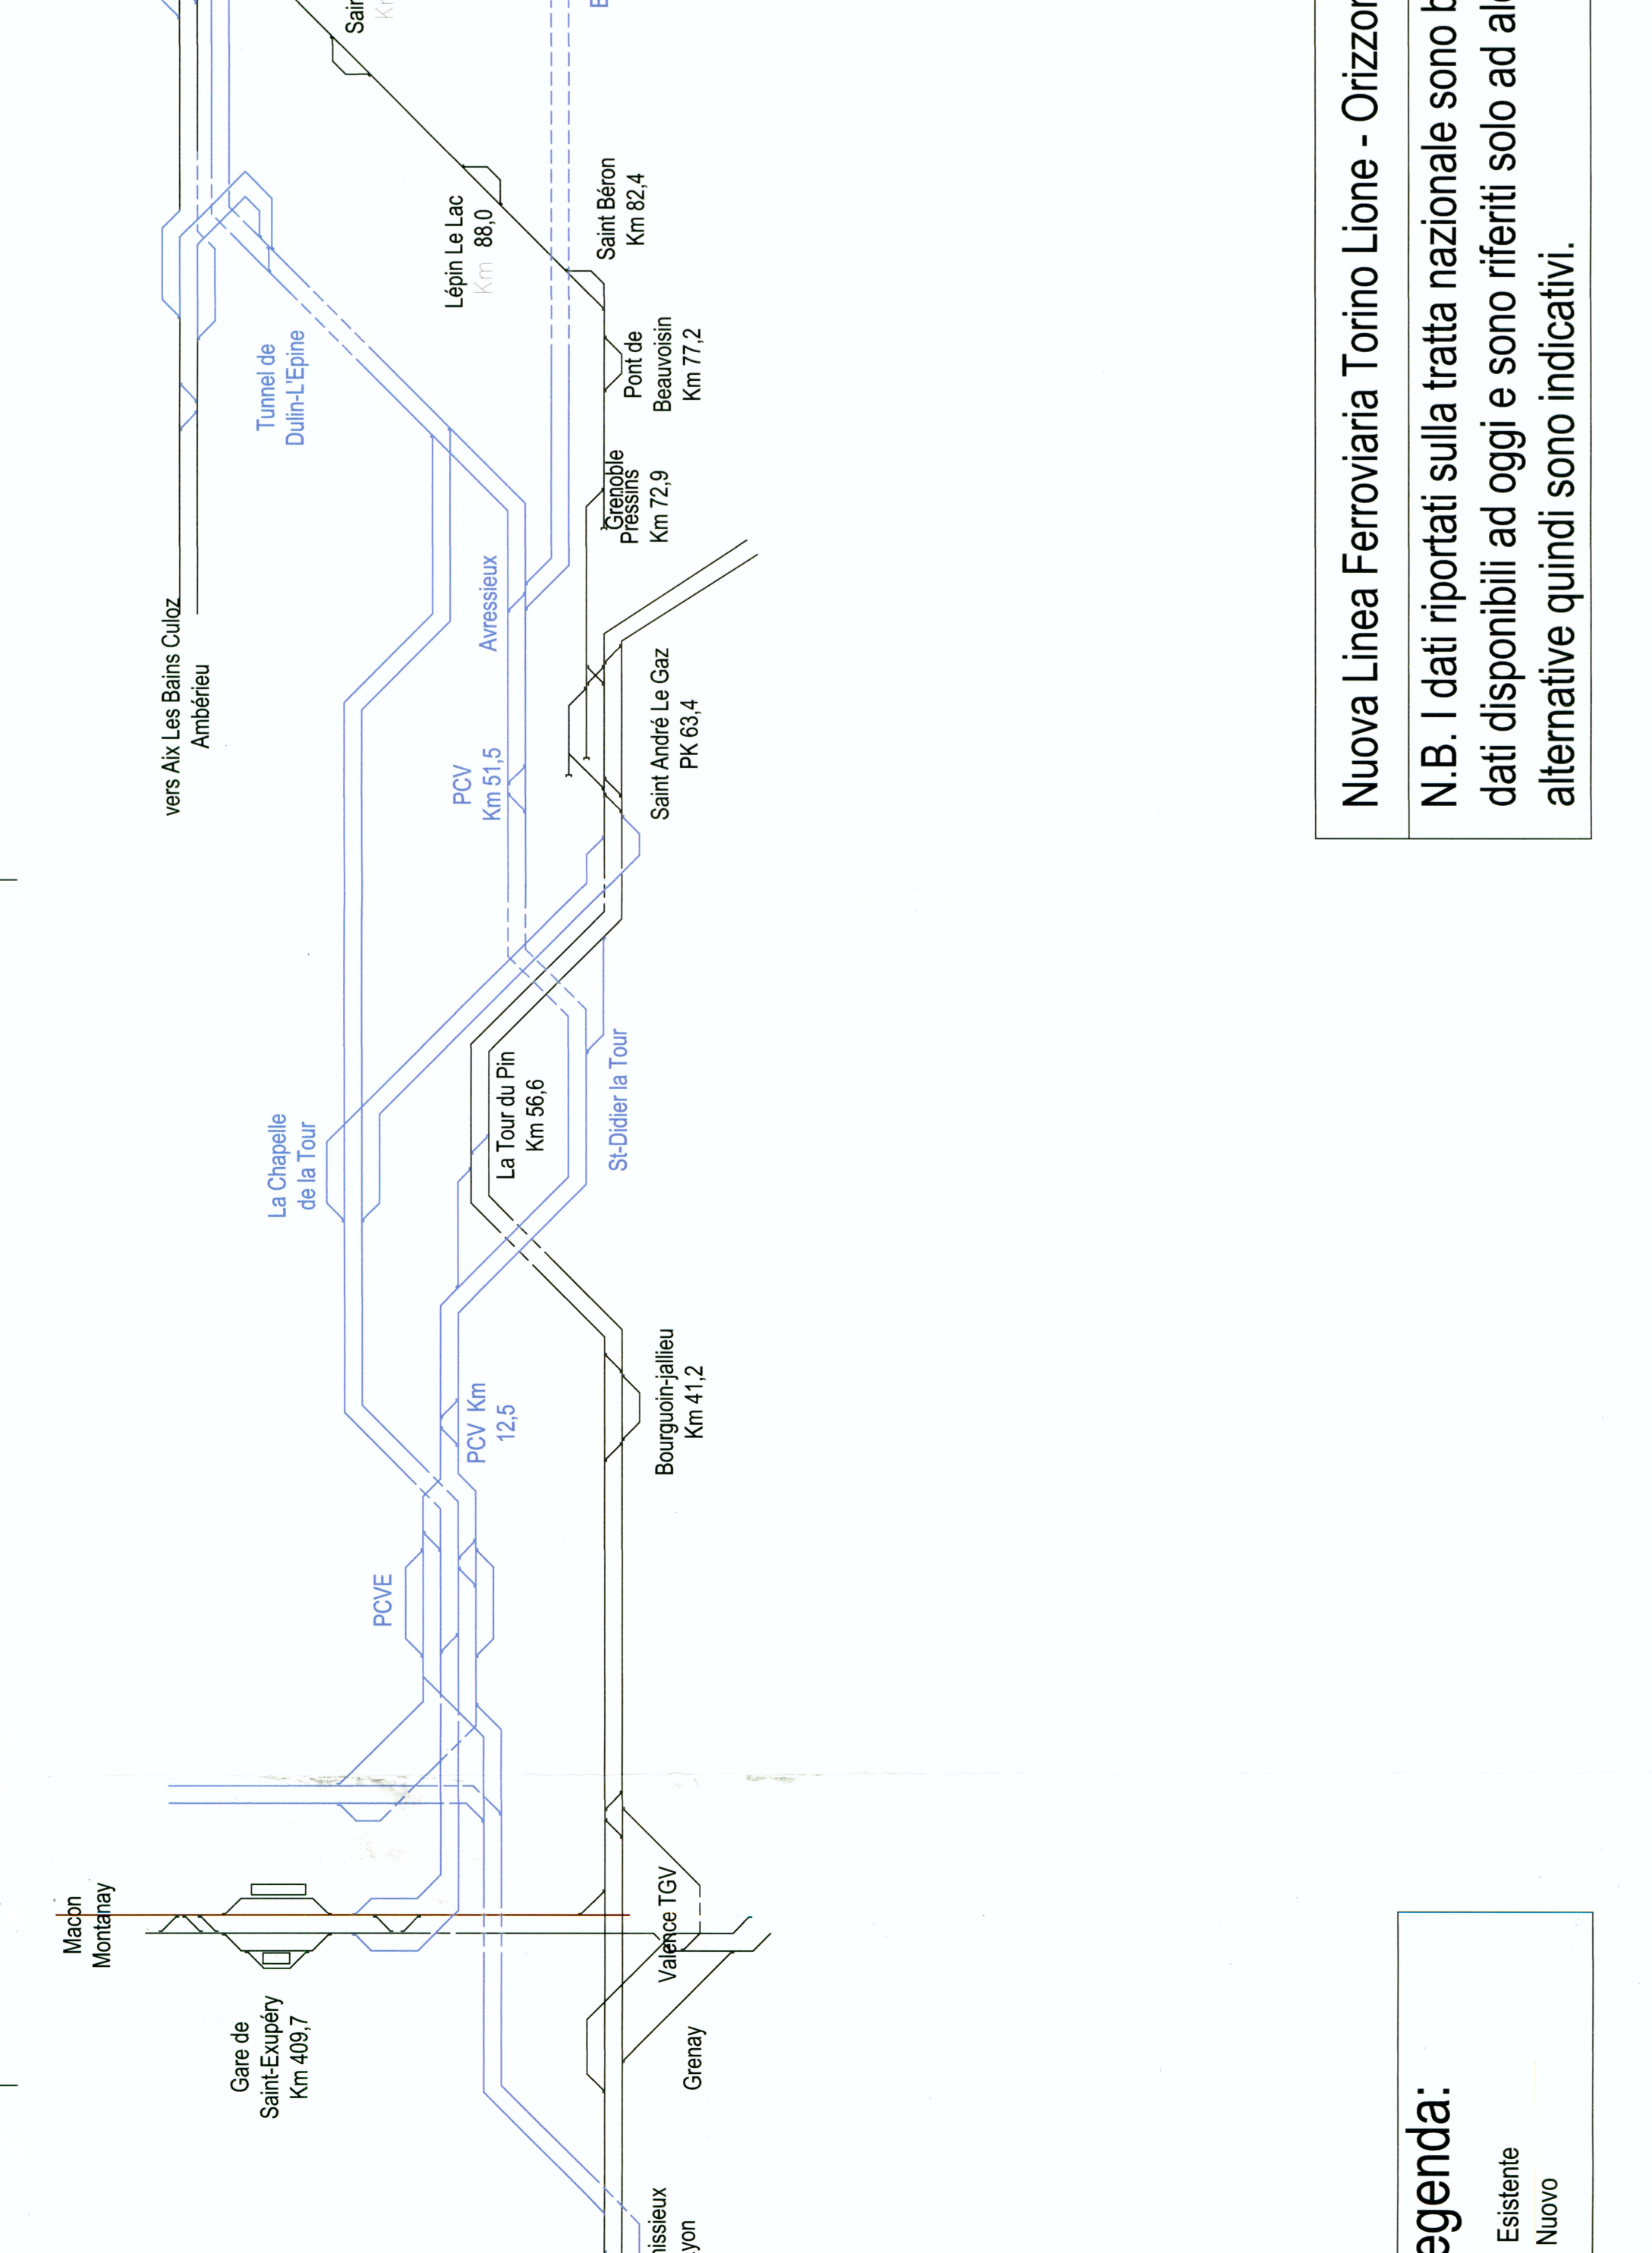 Macon
Montanay
Gare de
Saint-Exupéry
Km 409,7
vers Aix Les Bains Culoz
Ambérieu
Tunnel de
Dulin-L'Epine
La Chapelle
de la Tour
PCVE
PCV Km
12,5
PCV
Km 51,5
Avressieux
Lépin Le Lac
Km 88,0
Saint Béron
Km 82,4
Pont de
Beauvoisin
Km 77,2
Grenoble
Pressins
Km 72,9
Saint André Le Gaz
PK 63,4
La Tour du Pin
Km 56,6
St-Didier la Tour
Bourguoin-jallieu
Km 41,2
Valence TGV
Grenay
Nuova Linea Ferroviaria Torino Lione - Orizzon
N.B. I dati riportati sulla tratta nazionale sono b
dati disponibili ad oggi e sono riferiti solo ad alc
alternative quindi sono indicativi.
egenda:
Esistente
Nuovo